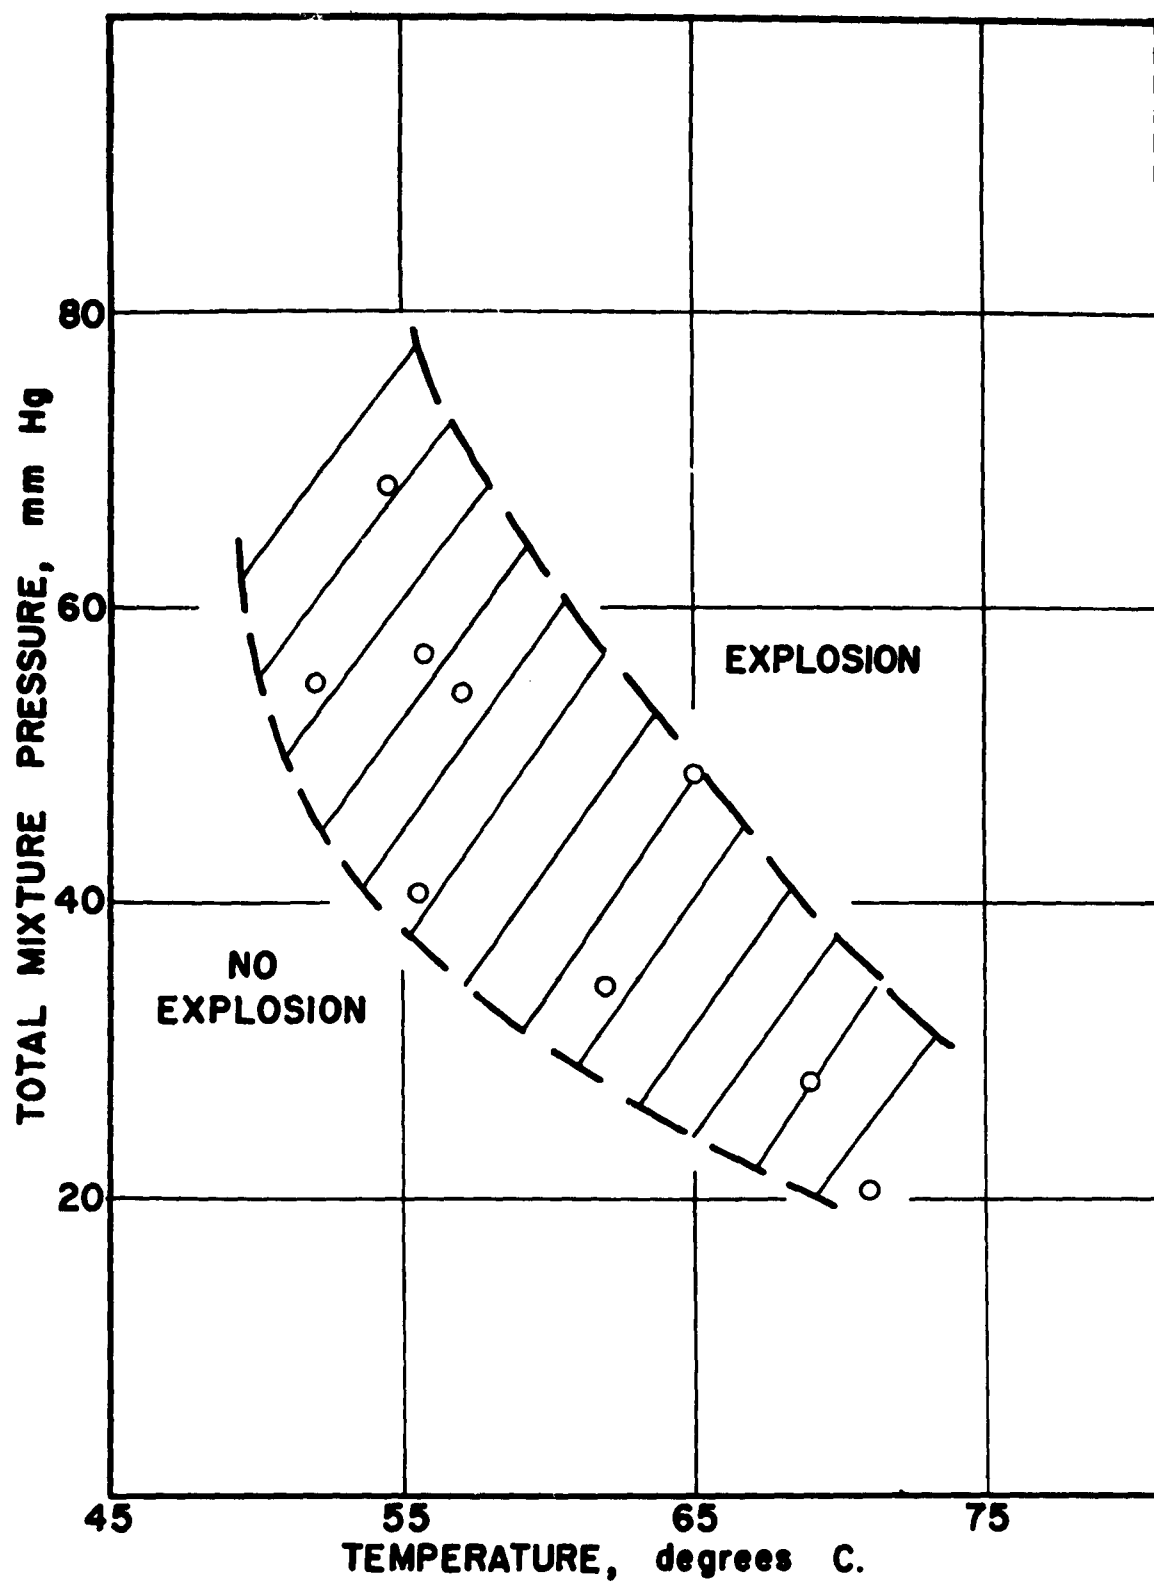 80
60
40
20
TOTAL MIXTURE PRESSURE, mm Hg
EXPLOSION
NO
EXPLOSION
45 55 65 75
TEMPERATURE, degrees C.